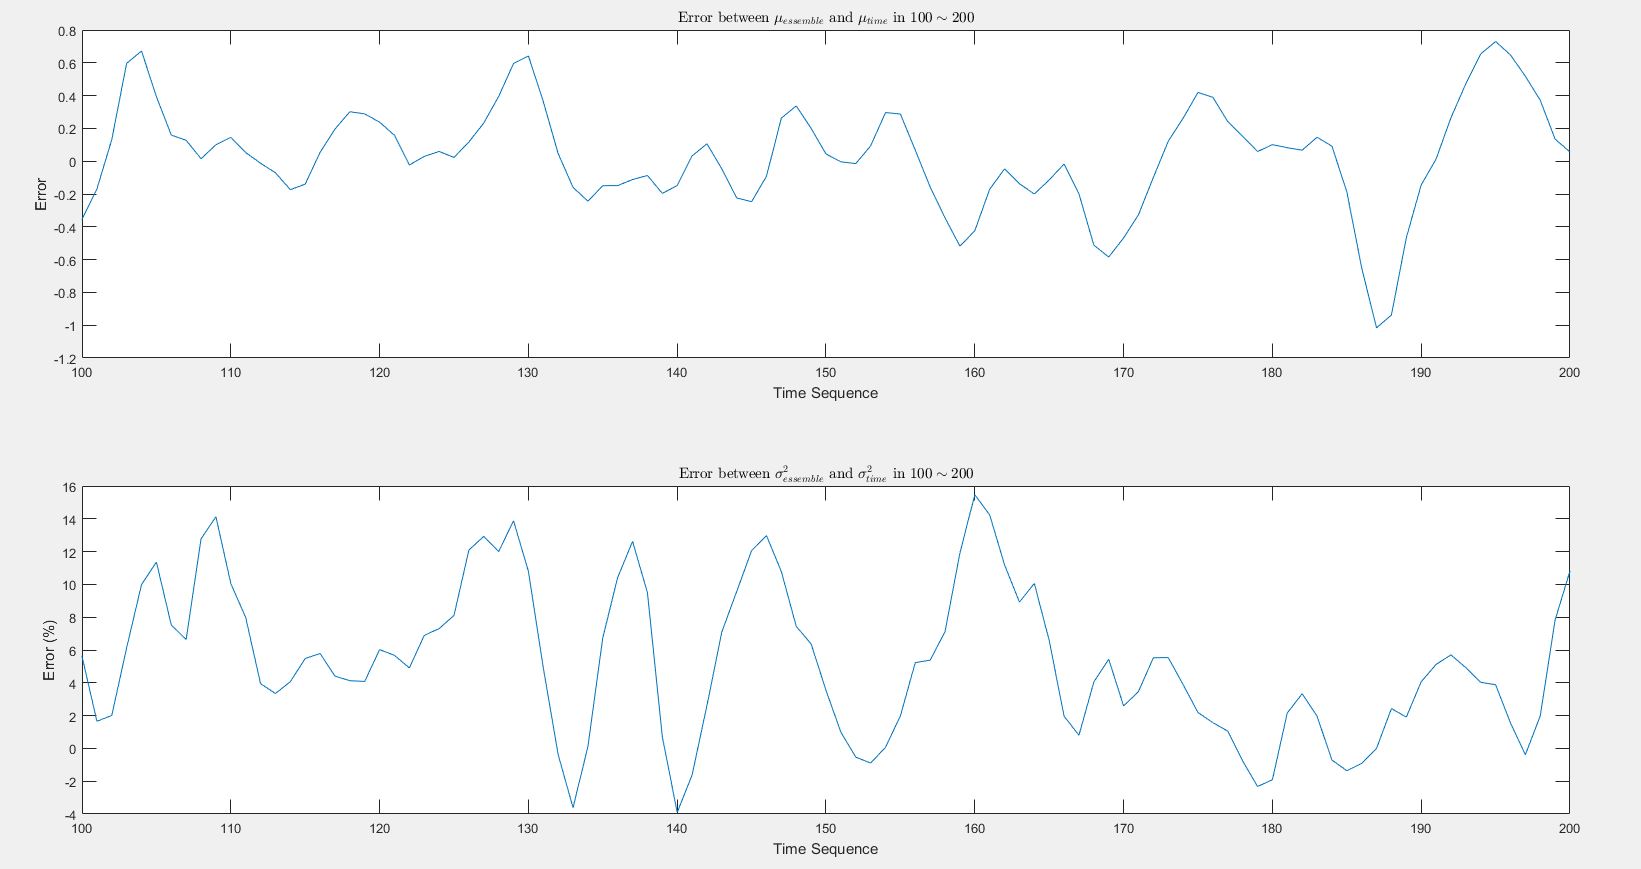 Error between μ_essemble and μ_time in 100 ∼ 200
0.8
0.6
0.4
0.2
0
-0.2
-0.4
-0.6
-0.8
-1
-1.2
Error
100 110 120 130 140 150 160 170 180 190 200
Time Sequence
Error between σ²_essemble and σ²_time in 100 ∼ 200
16
14
12
10
8
6
4
2
0
-2
-4
Error (%)
100 110 120 130 140 150 160 170 180 190 200
Time Sequence